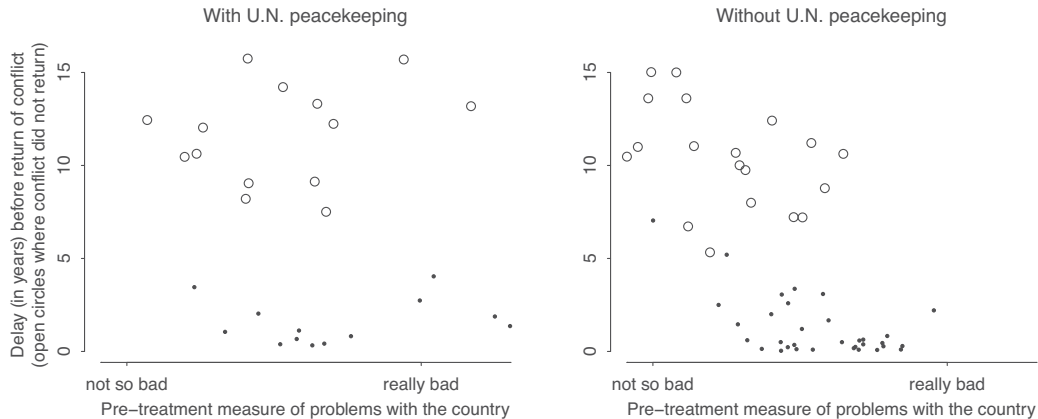 With U.N. peacekeeping
Delay (in years) before return of conflict
(open circles where conflict did not return)
15
10
5
0
not so bad
really bad
Pre−treatment measure of problems with the country
Without U.N. peacekeeping
15
10
5
0
not so bad
really bad
Pre−treatment measure of problems with the country